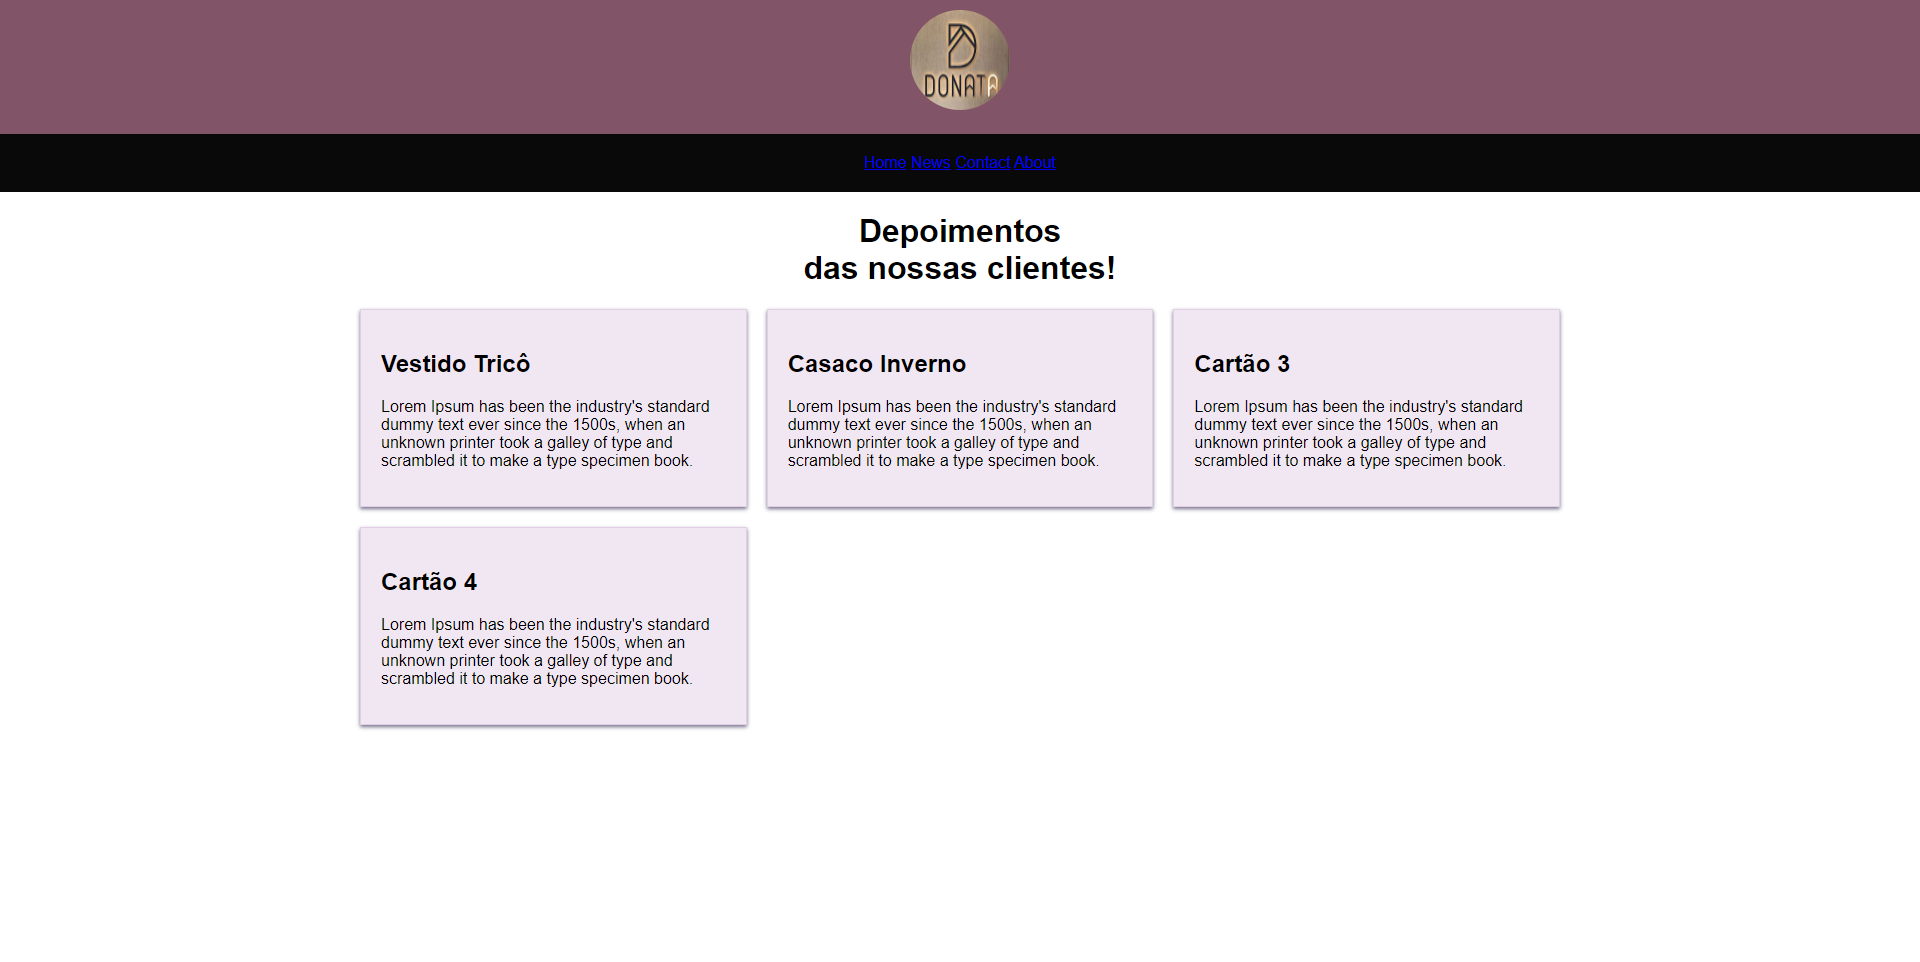 DONATA
Home News Contact About
Depoimentos
das nossas clientes!
Vestido Tricô
Lorem Ipsum has been the industry's standard
dummy text ever since the 1500s, when an
unknown printer took a galley of type and
scrambled it to make a type specimen book.
Casaco Inverno
Lorem Ipsum has been the industry's standard
dummy text ever since the 1500s, when an
unknown printer took a galley of type and
scrambled it to make a type specimen book.
Cartão 3
Lorem Ipsum has been the industry's standard
dummy text ever since the 1500s, when an
unknown printer took a galley of type and
scrambled it to make a type specimen book.
Cartão 4
Lorem Ipsum has been the industry's standard
dummy text ever since the 1500s, when an
unknown printer took a galley of type and
scrambled it to make a type specimen book.